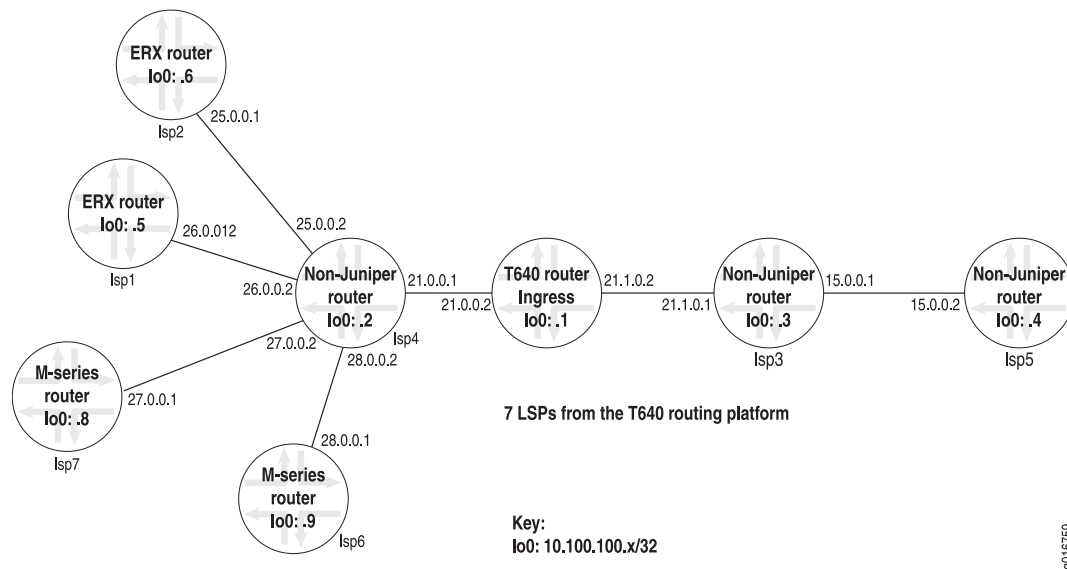 ERX router
lo0: .6
25.0.0.1
lsp2
ERX router
lo0: .5
26.0.012
25.0.0.2
lsp1
26.0.0.2
Non-Juniper
router
lo0: .2
21.0.0.1
21.0.0.2
T640 router
Ingress
lo0: .1
21.1.0.2
21.1.0.1
Non-Juniper
router
lo0: .3
15.0.0.1
15.0.0.2
Non-Juniper
router
lo0: .4
27.0.0.2
lsp4
28.0.0.2
lsp3
lsp5
M-series
router
lo0: .8
27.0.0.1
lsp7
7 LSPs from the T640 routing platform
28.0.0.1
M-series
router
lo0: .9
lsp6
Key:
lo0: 10.100.100.x/32
g016759